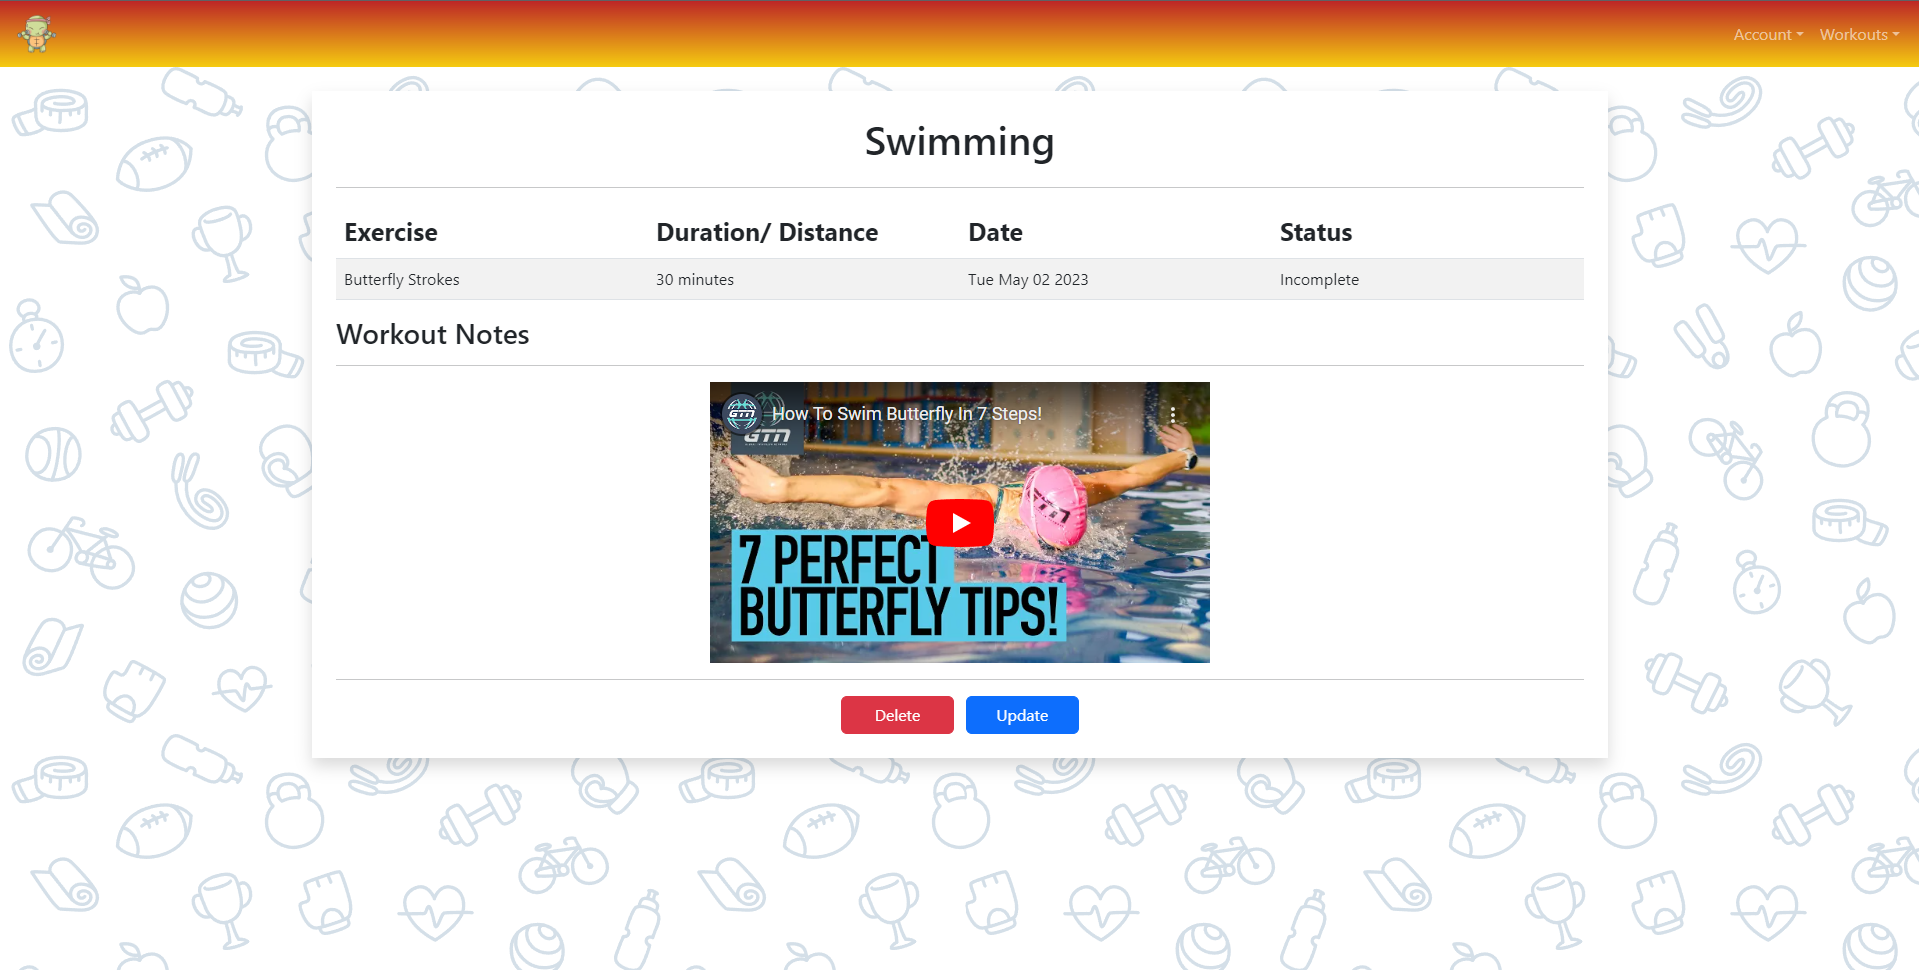 Account Workouts
Swimming
Exercise Duration/ Distance Date Status
Butterfly Strokes 30 minutes Tue May 02 2023 Incomplete
Workout Notes
GTN How To Swim Butterfly In 7 Steps!
GTN
7 PERFECT
BUTTERFLY TIPS!
Delete Update